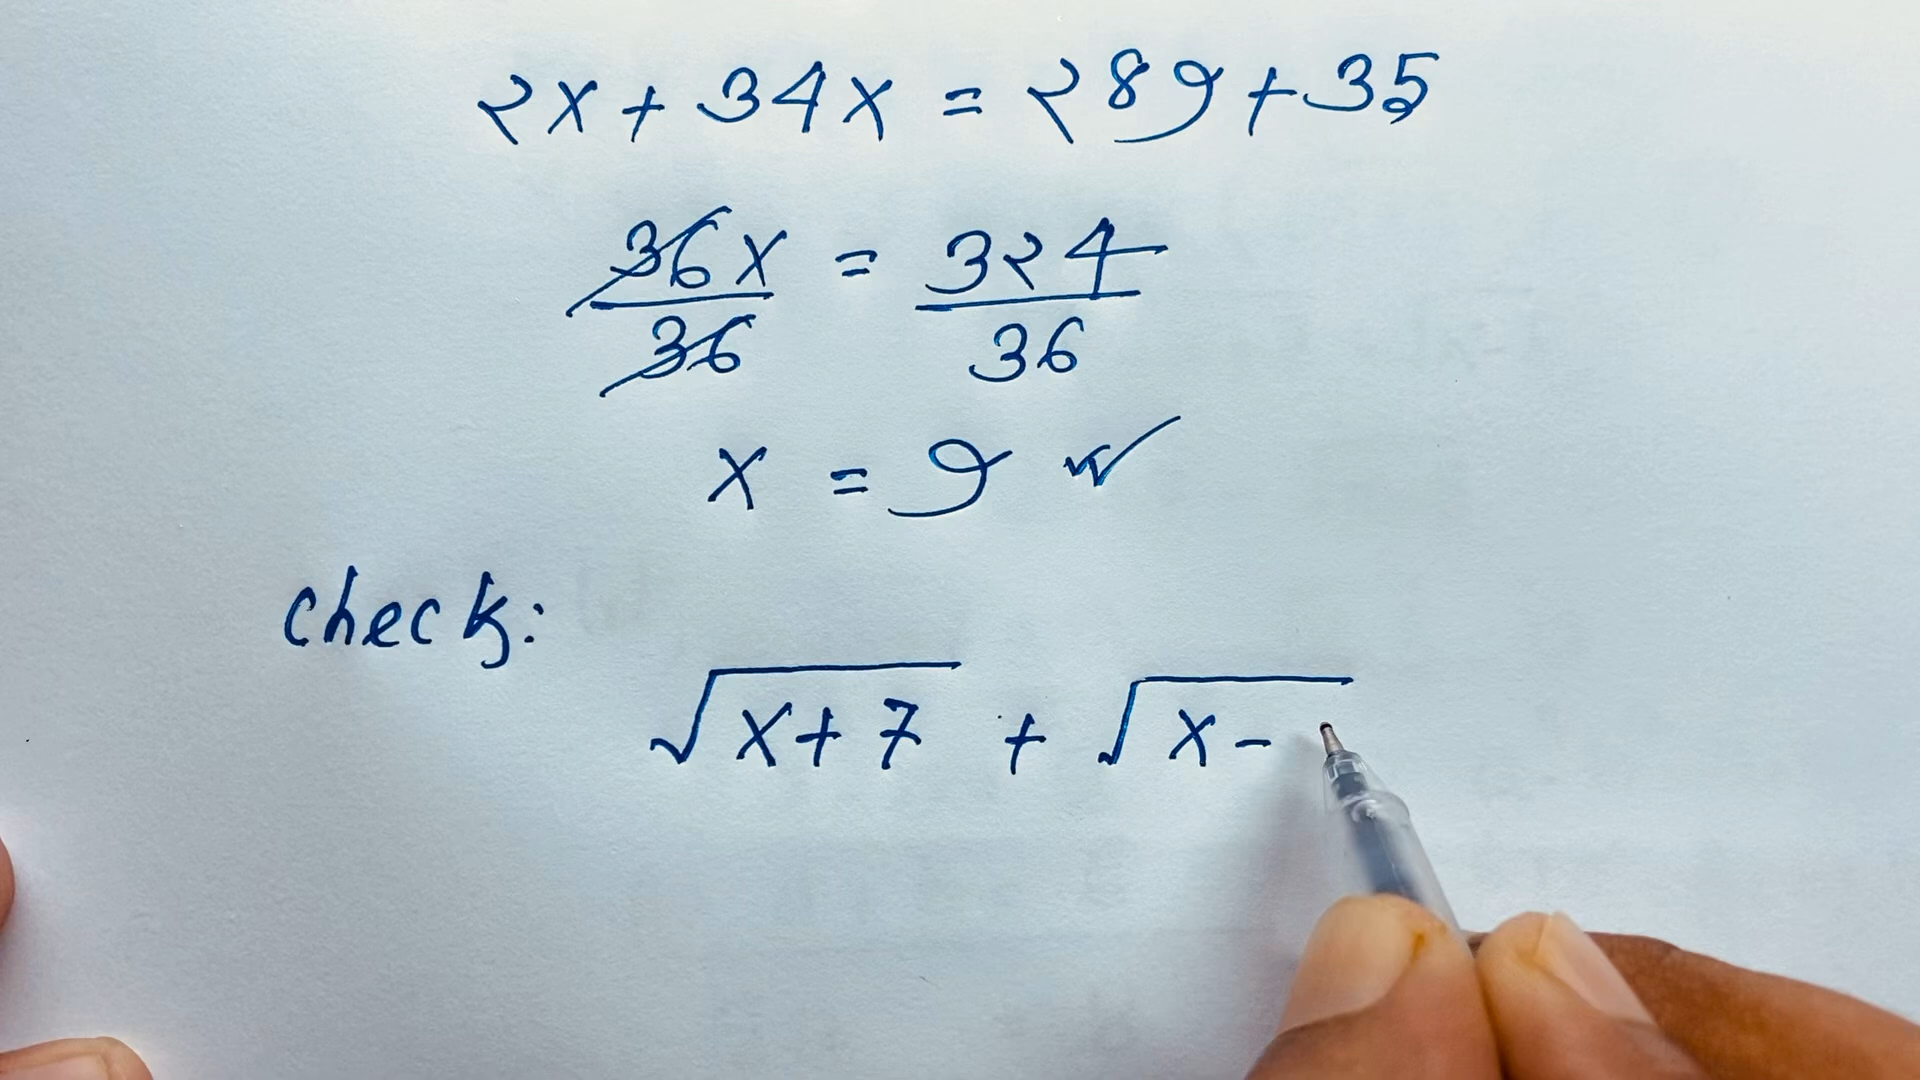 2x + 34x = 289 + 35
36x/36 = 324/36
x = 9 ✓
check:
√(x + 7) + √(x -